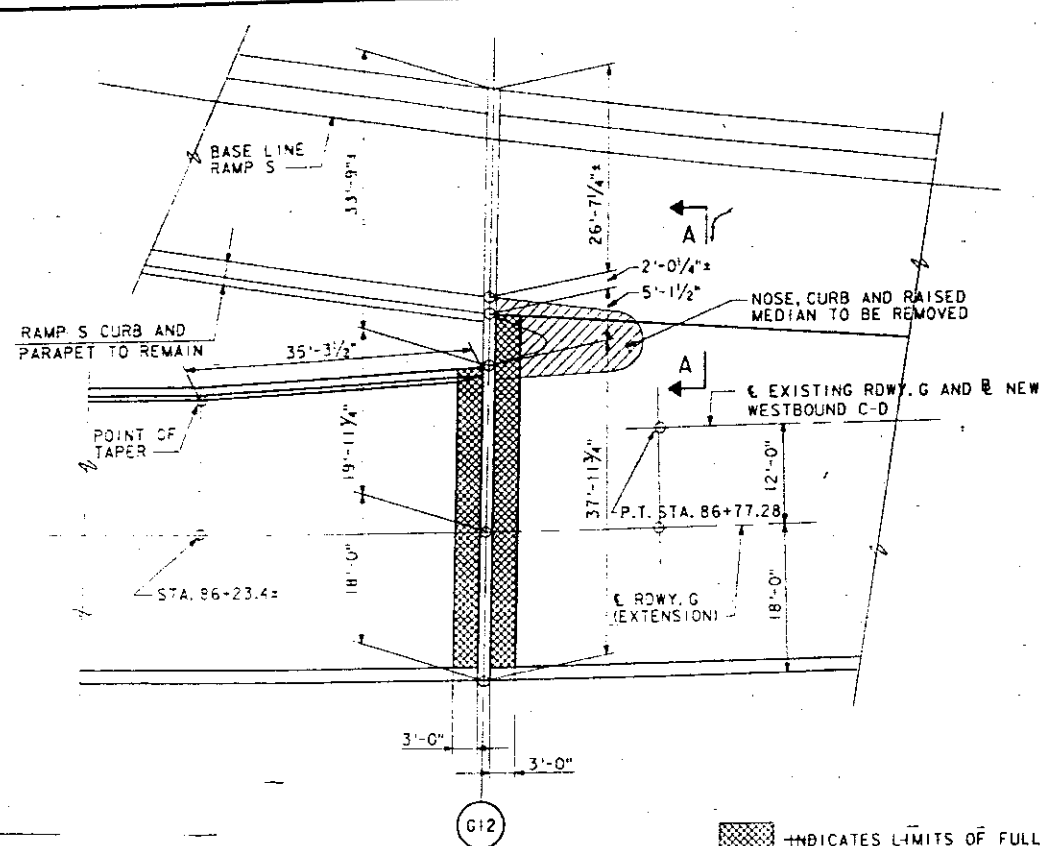 BASE LINE
RAMP S
33'-9"±
26'-7¼"±
A
2'-0¼"±
5'-1½"
NOSE, CURB AND RAISED
MEDIAN TO BE REMOVED
RAMP S CURB AND
PARAPET TO REMAIN
35'-3½"
A
℄ EXISTING RDWY. G AND ℞ NEW
WESTBOUND C-D
POINT OF
TAPER
19'-11¼"
37'-11¾"
12'-0"
P.T. STA. 86+77.28
STA. 86+23.4±
18'-0"
℄ RDWY. G
(EXTENSION)
18'-0"
3'-0"
3'-0"
G12
INDICATES LIMITS OF FULL